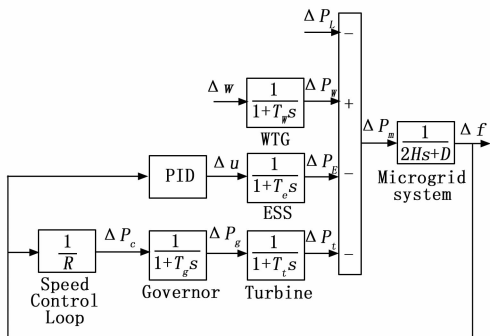 ΔP_L
−
Δw
1/(1+T_W s)
ΔP_W
+
WTG
ΔP_m
1/(2Hs+D)
Δf
Microgrid
system
PID
Δu
1/(1+T_e s)
ΔP_E
−
ESS
1/R
ΔP_c
1/(1+T_g s)
ΔP_g
1/(1+T_t s)
ΔP_t
−
Speed
Control
Loop
Governor
Turbine